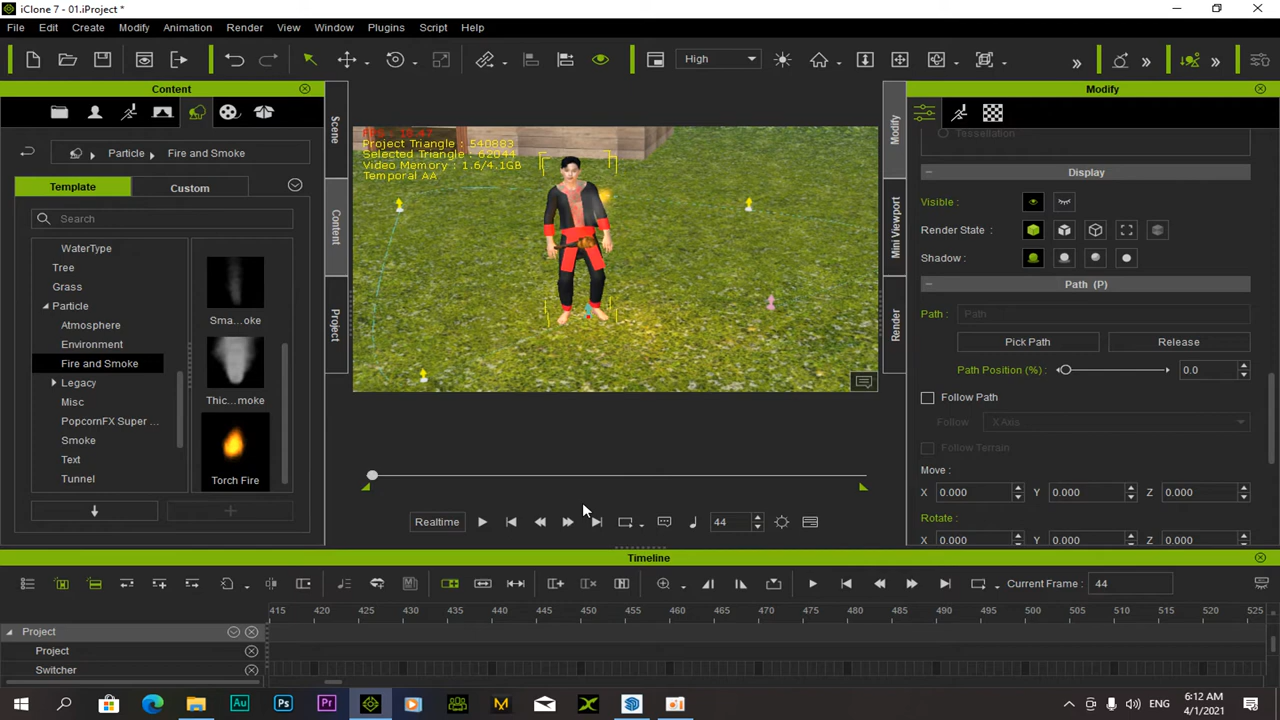 iClone 7 - 01.iProject *
File Edit Create Modify Animation Render View Window Plugins Script Help
High
Content
Modify
Particle Fire and Smoke
Template Custom
Search
WaterType
Tree
Grass
Particle
Atmosphere
Environment
Fire and Smoke
Legacy
Misc
PopcornFX Super ...
Smoke
Text
Tunnel
Sma...oke
Thic...moke
Torch Fire
Scene
Content
Project
Project Triangle : 540883
Selected Triangle : 62044
Video Memory : 1.6/4.1GB
Temporal AA
Modify
Mini Viewport
Render
Tessellation
Display
Visible :
Render State :
Shadow :
Path (P)
Path : Path
Pick Path Release
Path Position (%) : 0.0
Follow Path
Follow X Axis
Follow Terrain
Move :
X 0.000 Y 0.000 Z 0.000
Rotate :
X 0.000 Y 0.000 Z 0.000
Realtime 44
Timeline
Current Frame : 44
415 420 425 430 435 440 445 450 455 460 465 470 475 480 485 490 495 500 505 510 515 520 525
Project
Project
Switcher
Au Ps Pr
ENG
6:12 AM
4/1/2021